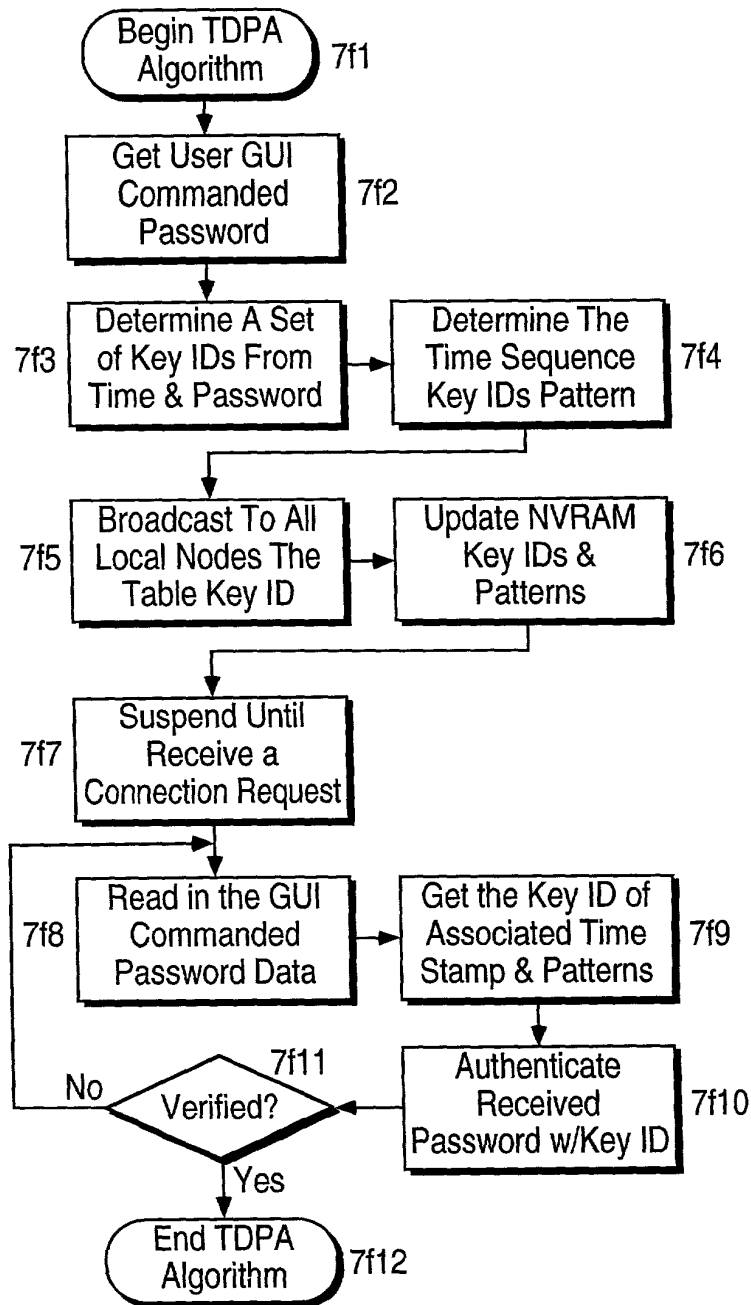 Begin TDPA
Algorithm
7f1
Get User GUI
Commanded
Password
7f2
7f3
Determine A Set
of Key IDs From
Time & Password
Determine The
Time Sequence
Key IDs Pattern
7f4
7f5
Broadcast To All
Local Nodes The
Table Key ID
Update NVRAM
Key IDs &
Patterns
7f6
7f7
Suspend Until
Receive a
Connection Request
7f8
Read in the GUI
Commanded
Password Data
Get the Key ID of
Associated Time
Stamp & Patterns
7f9
Authenticate
Received
Password w/Key ID
7f10
7f11
No
Verified?
Yes
End TDPA
Algorithm
7f12